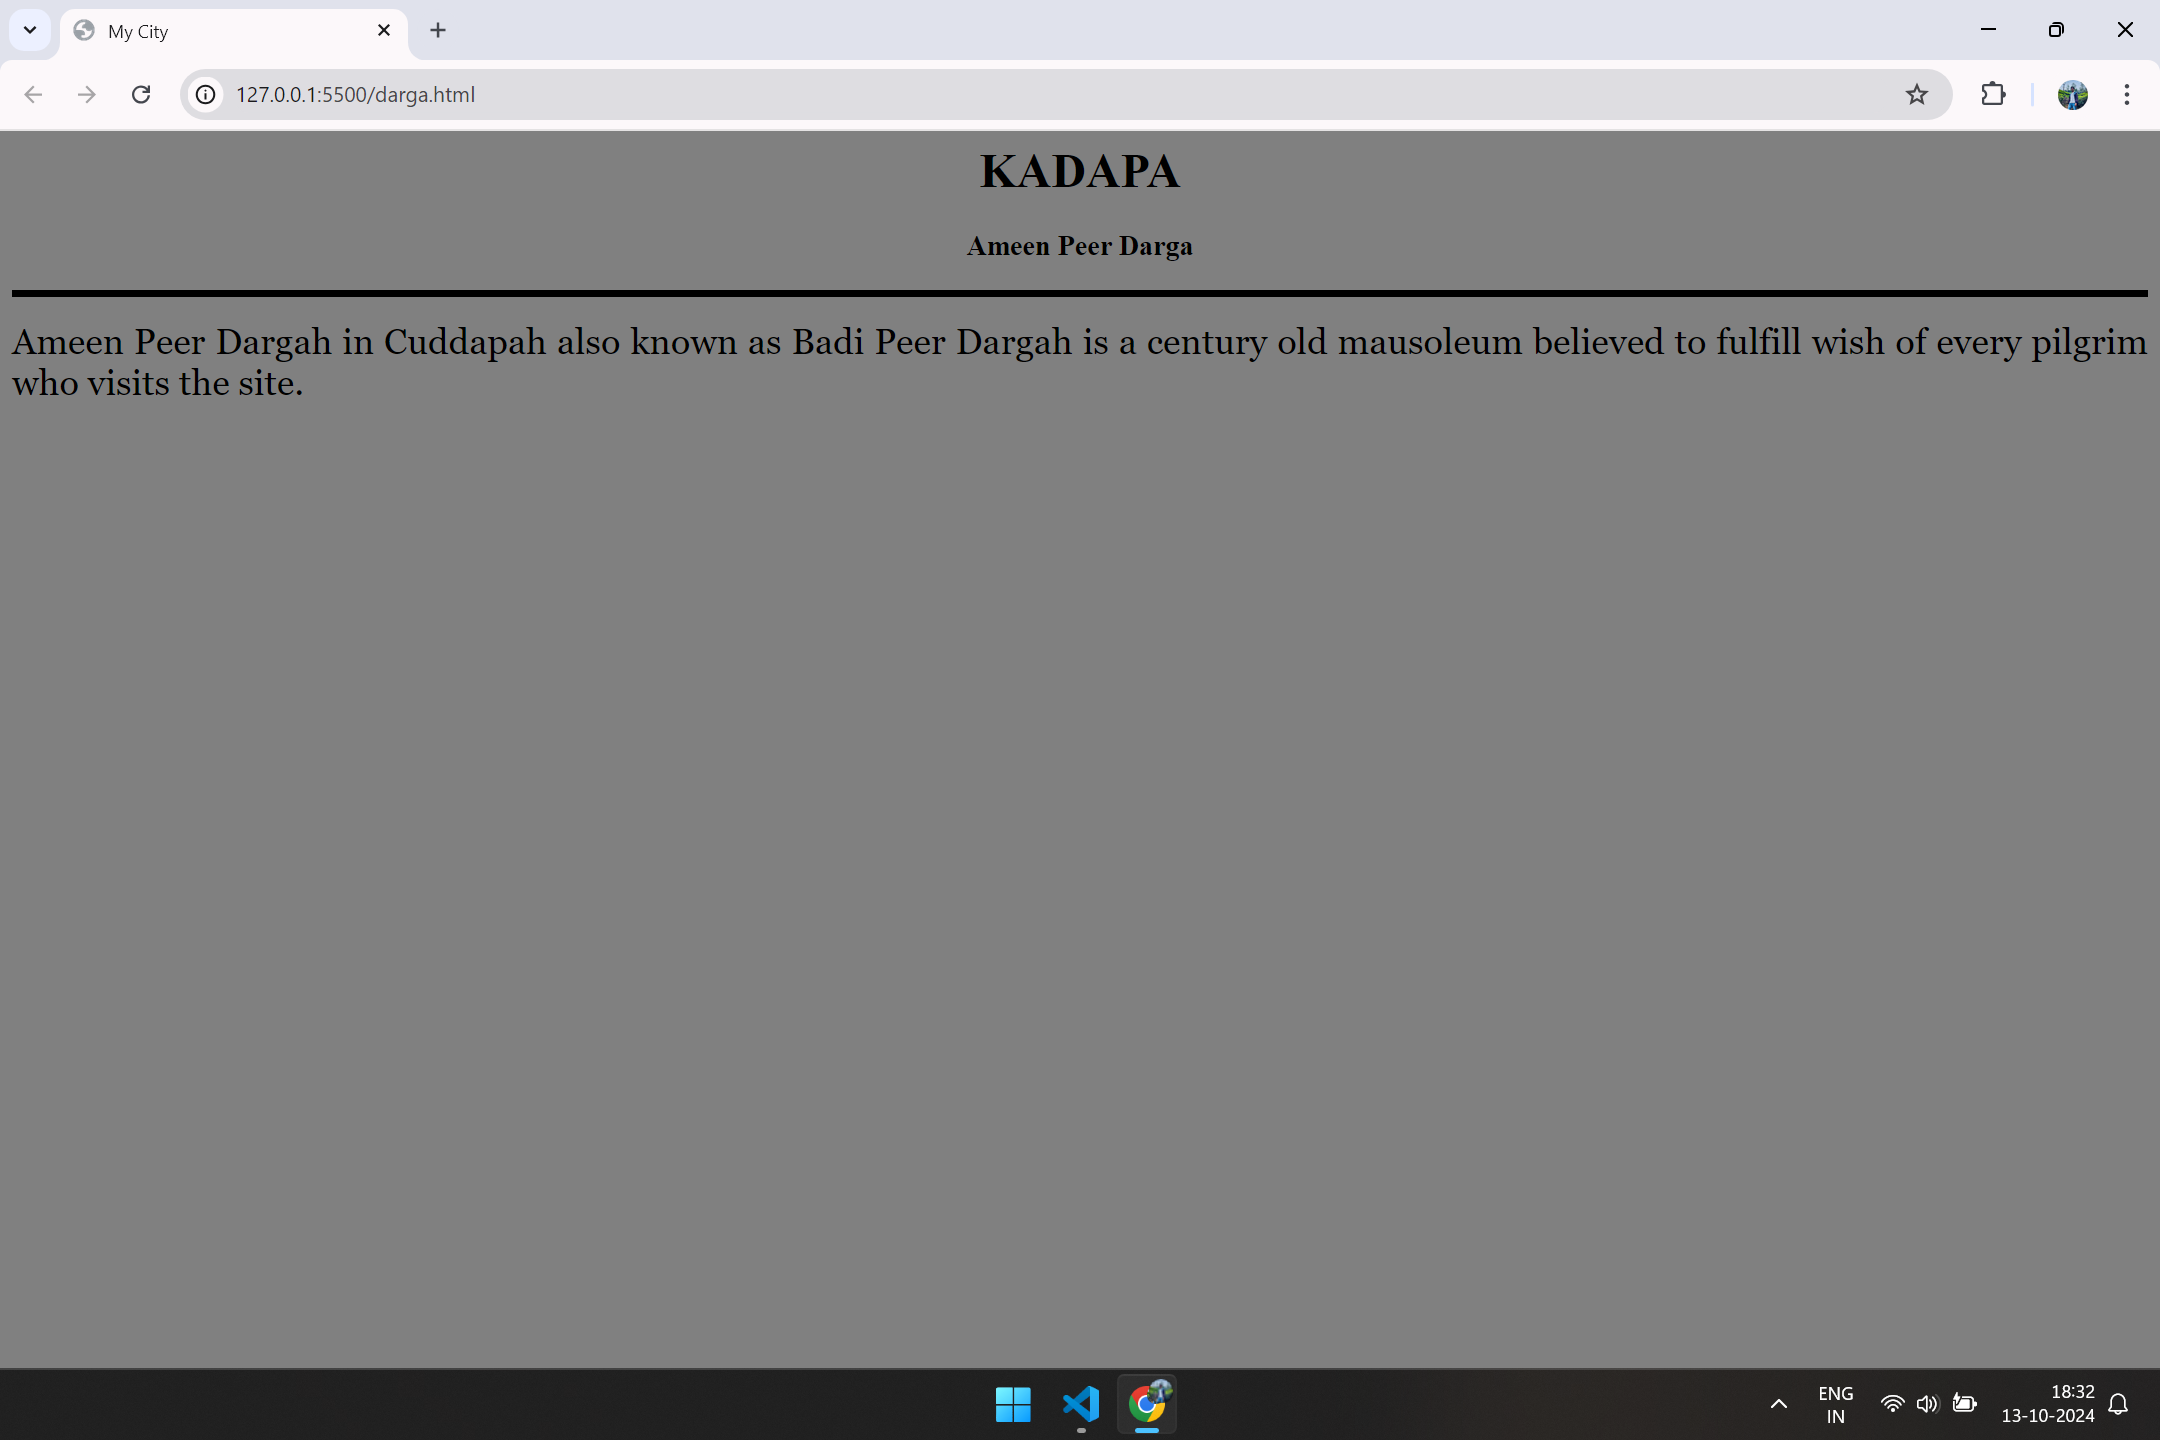 My City
127.0.0.1:5500/darga.html
KADAPA
Ameen Peer Darga
Ameen Peer Dargah in Cuddapah also known as Badi Peer Dargah is a century old mausoleum believed to fulfill wish of every pilgrim
who visits the site.
ENG
IN
18:32
13-10-2024